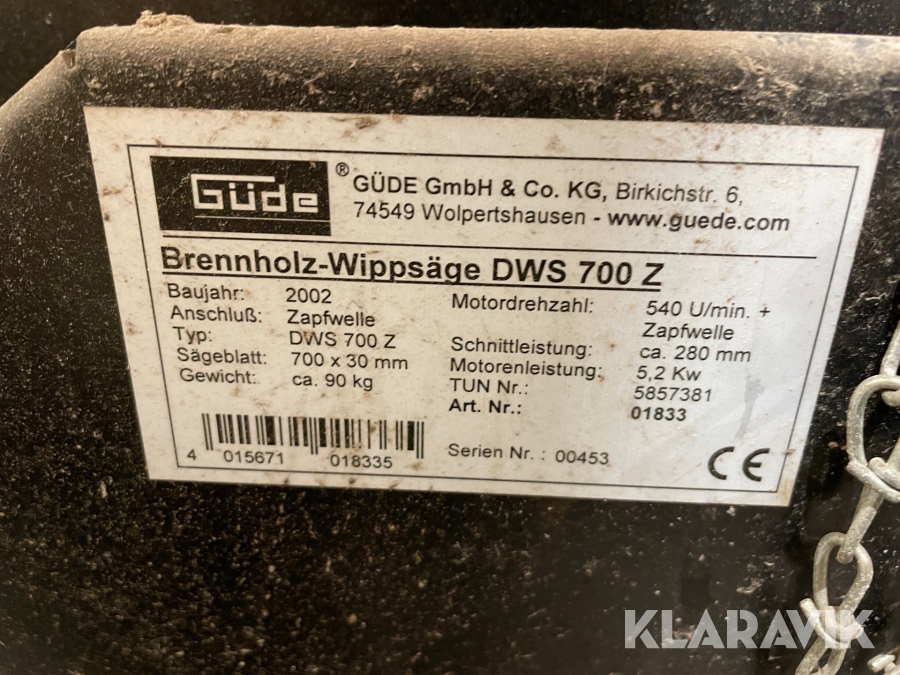 Güde ®
GÜDE GmbH & Co. KG, Birkichstr. 6,
74549 Wolpertshausen - www.guede.com
Brennholz-Wippsäge DWS 700 Z
Baujahr: 2002
Anschluß: Zapfwelle
Typ: DWS 700 Z
Sägeblatt: 700 x 30 mm
Gewicht: ca. 90 kg
Motordrehzahl: 540 U/min. +
Zapfwelle
Schnittleistung: ca. 280 mm
Motorenleistung: 5,2 Kw
TUN Nr.: 5857381
Art. Nr.: 01833
4 015671 018335
Serien Nr. : 00453
CE
KLARAVIK